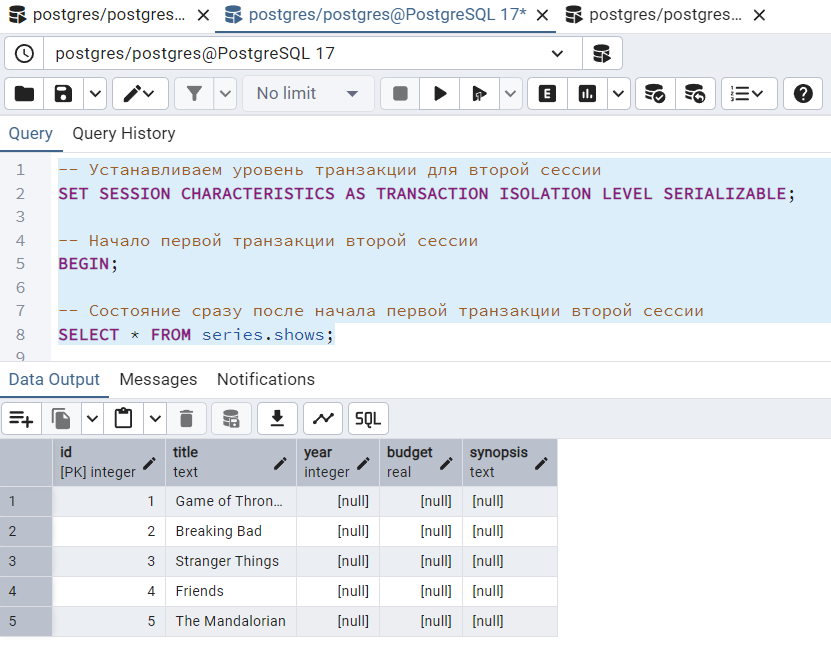 postgres/postgres... postgres/postgres@PostgreSQL 17* postgres/postgres...
postgres/postgres@PostgreSQL 17
No limit
E
Query Query History
1 -- Устанавливаем уровень транзакции для второй сессии
2 SET SESSION CHARACTERISTICS AS TRANSACTION ISOLATION LEVEL SERIALIZABLE;
3
4 -- Начало первой транзакции второй сессии
5 BEGIN;
6
7 -- Состояние сразу после начала первой транзакции второй сессии
8 SELECT * FROM series.shows;
9
Data Output Messages Notifications
SQL
id title year budget synopsis
[PK] integer text integer real text
1 1 Game of Thron... [null] [null] [null]
2 2 Breaking Bad [null] [null] [null]
3 3 Stranger Things [null] [null] [null]
4 4 Friends [null] [null] [null]
5 5 The Mandalorian [null] [null] [null]